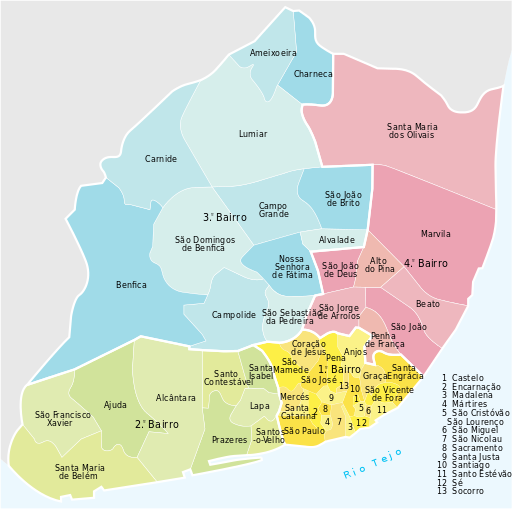 Ameixoeira
Charneca
Lumiar
Santa Maria
dos Olivais
Carnide
São João
de Brito
Campo
Grande
3.º Bairro
Marvila
São Domingos
de Benfica
Alvalade
Nossa
Senhora
de Fátima
São João
de Deus
Alto
do Pina
4.º Bairro
Benfica
Beato
Campolide
São Sebastião
da Pedreira
São Jorge
de Arroios
São João
Penha
de França
Coração
de Jesus
Anjos
Pena
São
Mamede
1.º Bairro
Santa
Isabel
Santo
Contestável
São José
Graça
Santa
Engrácia
13
10
São Vicente
de Fora
Alcântara
Mercés
9
1
Ajuda
Lapa
Santa
Catarina
2
8
5
6
11
São Francisco
Xavier
2.º Bairro
4
7
3
12
São Paulo
Prazeres
Santos
-o-Velho
Santa Maria
de Belém
Rio Tejo
1 Castelo
2 Encarnação
3 Madalena
4 Mártires
5 São Cristóvão
São Lourenço
6 São Miguel
7 São Nicolau
8 Sacramento
9 Santa Justa
10 Santiago
11 Santo Estévão
12 Sé
13 Socorro